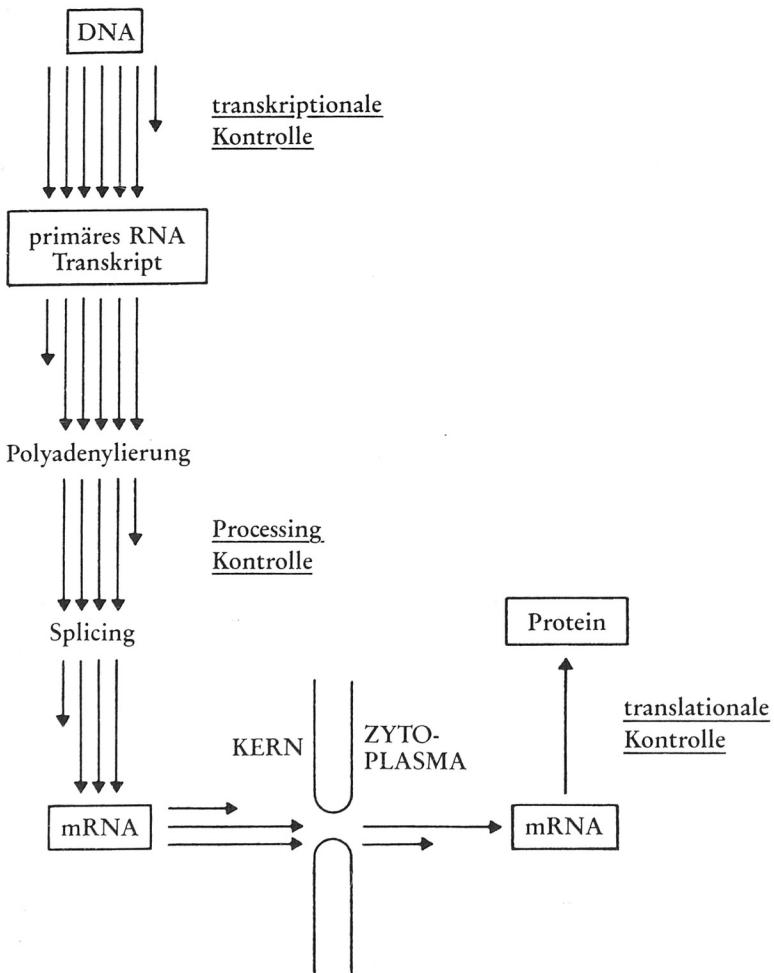 DNA
transkriptionale
Kontrolle
primäres RNA
Transkript
Polyadenylierung
Processing
Kontrolle
Splicing
Protein
translationale
Kontrolle
KERN
ZYTO-
PLASMA
mRNA
mRNA